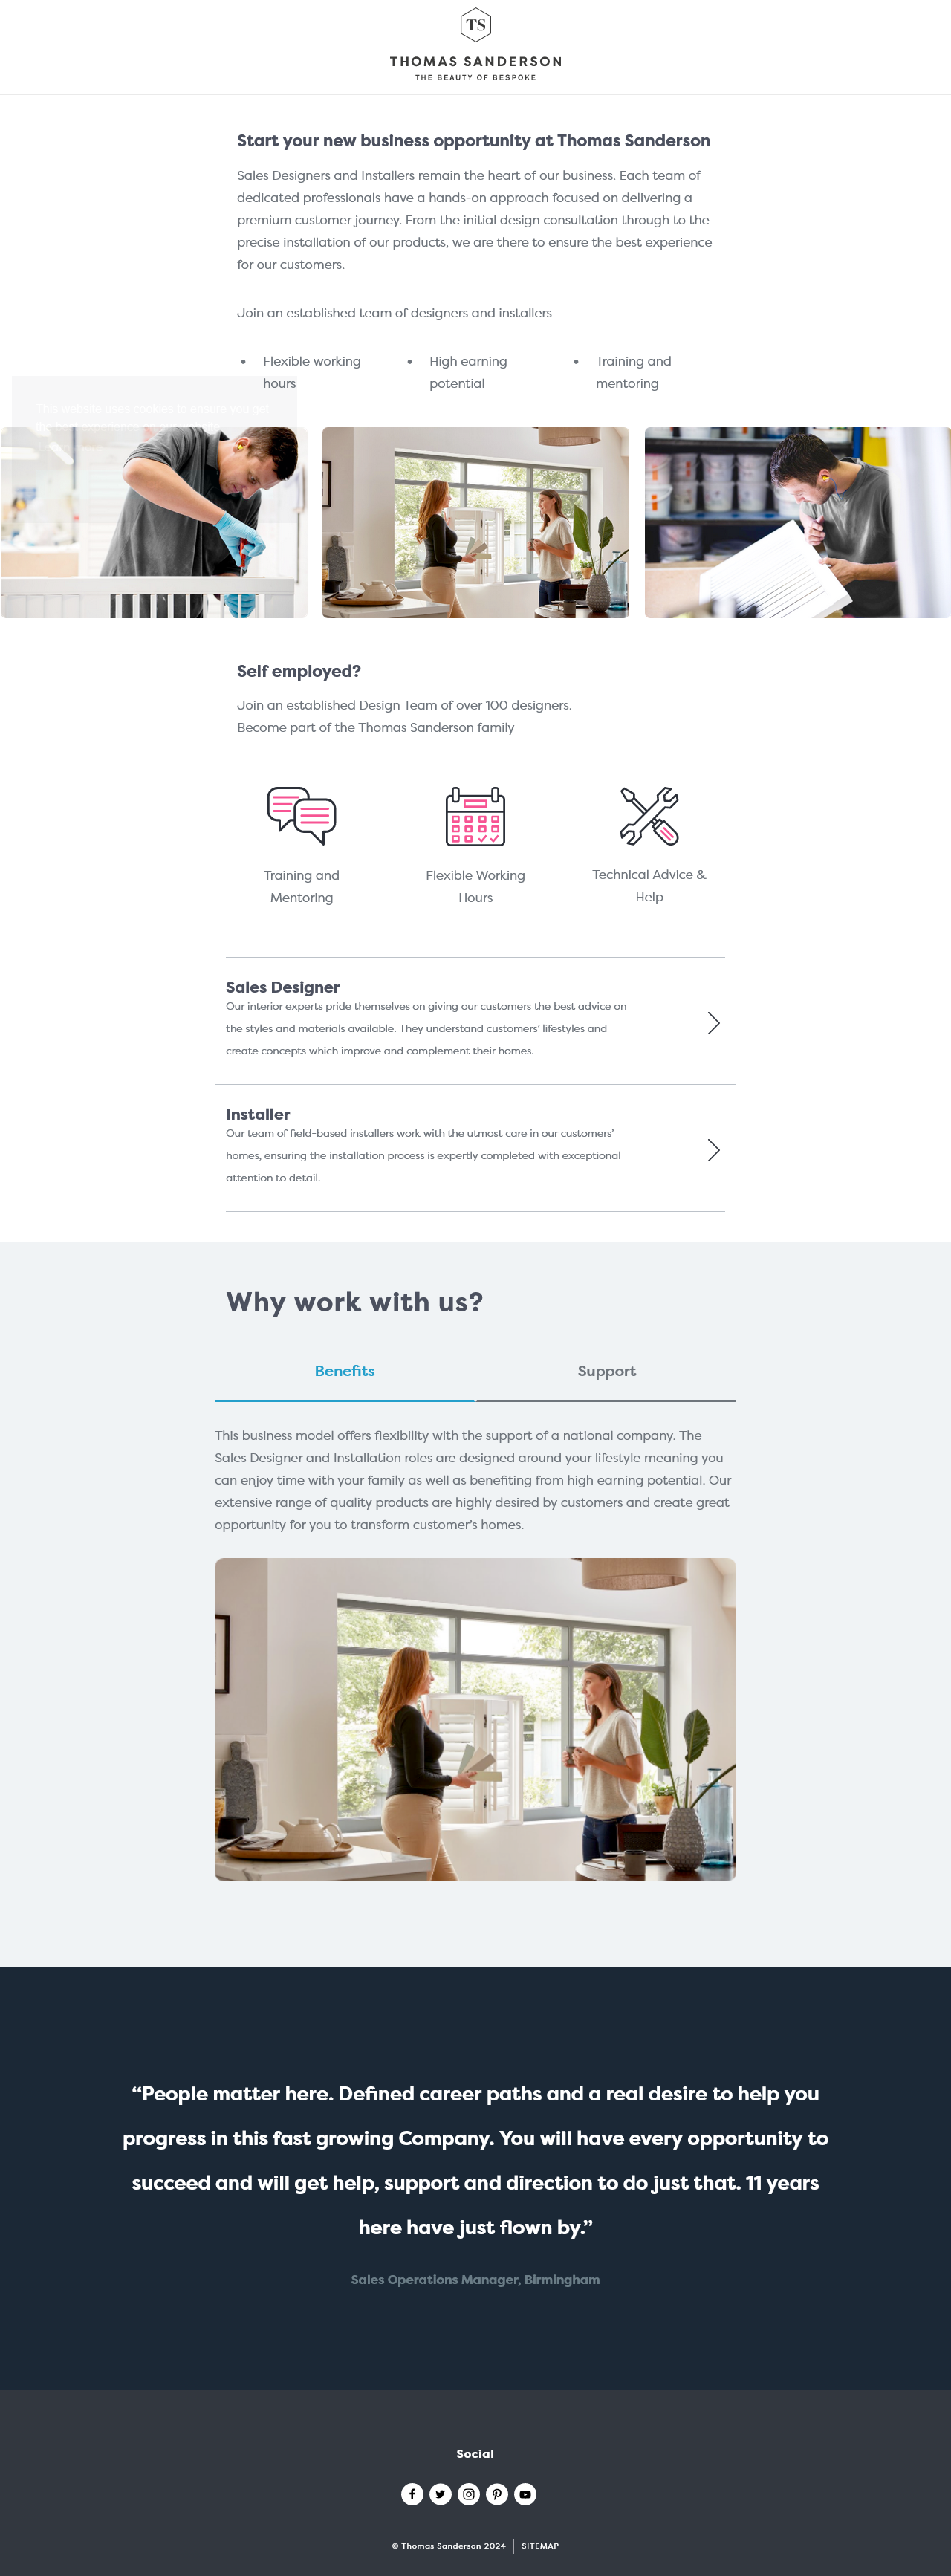 TS
THOMAS SANDERSON
THE BEAUTY OF BESPOKE
Start your new business opportunity at Thomas Sanderson
Sales Designers and Installers remain the heart of our business. Each team of
dedicated professionals have a hands-on approach focused on delivering a
premium customer journey. From the initial design consultation through to the
precise installation of our products, we are there to ensure the best experience
for our customers.
Join an established team of designers and installers
• Flexible working
hours
• High earning
potential
• Training and
mentoring
This website uses cookies to ensure you get
Self employed?
Join an established Design Team of over 100 designers.
Become part of the Thomas Sanderson family
Training and
Mentoring
Flexible Working
Hours
Technical Advice &
Help
Sales Designer
Our interior experts pride themselves on giving our customers the best advice on
the styles and materials available. They understand customers' lifestyles and
create concepts which improve and complement their homes.
Installer
Our team of field-based installers work with the utmost care in our customers'
homes, ensuring the installation process is expertly completed with exceptional
attention to detail.
Why work with us?
Benefits
Support
This business model offers flexibility with the support of a national company. The
Sales Designer and Installation roles are designed around your lifestyle meaning you
can enjoy time with your family as well as benefiting from high earning potential. Our
extensive range of quality products are highly desired by customers and create great
opportunity for you to transform customer's homes.
“People matter here. Defined career paths and a real desire to help you
progress in this fast growing Company. You will have every opportunity to
succeed and will get help, support and direction to do just that. 11 years
here have just flown by.”
Sales Operations Manager, Birmingham
Social
© Thomas Sanderson 2024 | SITEMAP